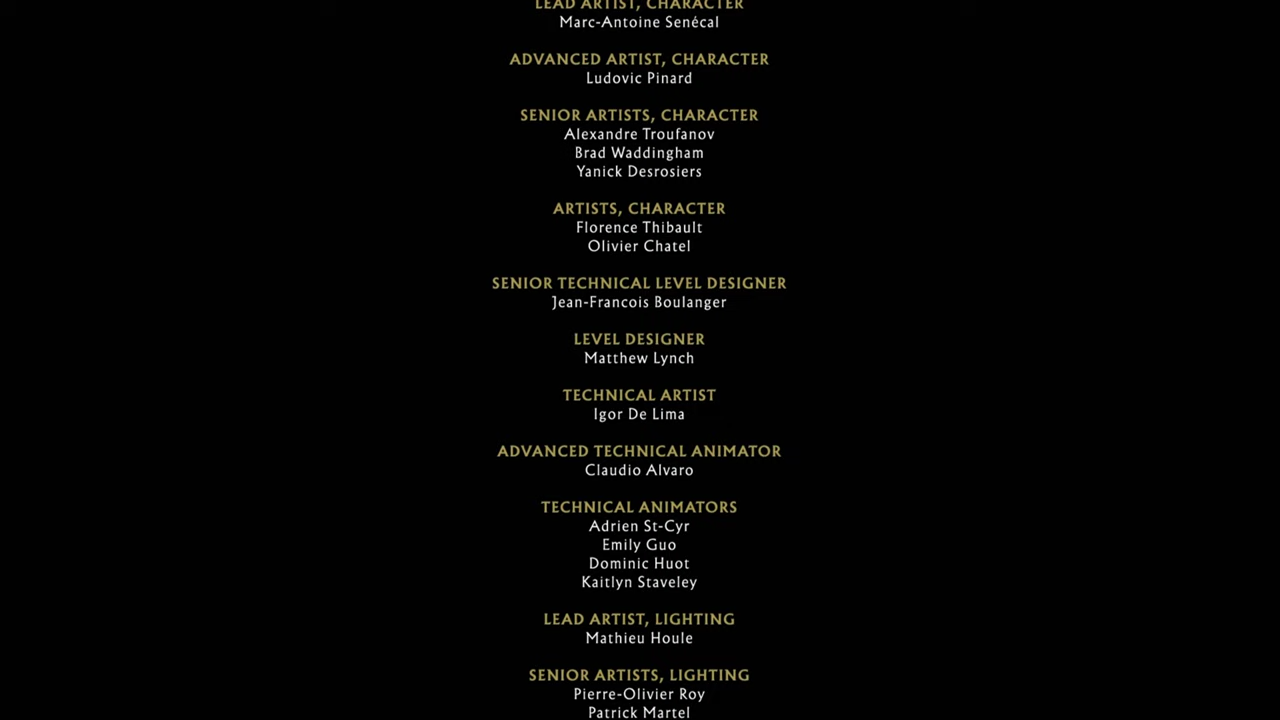 LEAD ARTIST, CHARACTER
Marc-Antoine Senécal
ADVANCED ARTIST, CHARACTER
Ludovic Pinard
SENIOR ARTISTS, CHARACTER
Alexandre Troufanov
Brad Waddingham
Yanick Desrosiers
ARTISTS, CHARACTER
Florence Thibault
Olivier Chatel
SENIOR TECHNICAL LEVEL DESIGNER
Jean-Francois Boulanger
LEVEL DESIGNER
Matthew Lynch
TECHNICAL ARTIST
Igor De Lima
ADVANCED TECHNICAL ANIMATOR
Claudio Alvaro
TECHNICAL ANIMATORS
Adrien St-Cyr
Emily Guo
Dominic Huot
Kaitlyn Staveley
LEAD ARTIST, LIGHTING
Mathieu Houle
SENIOR ARTISTS, LIGHTING
Pierre-Olivier Roy
Patrick Martel